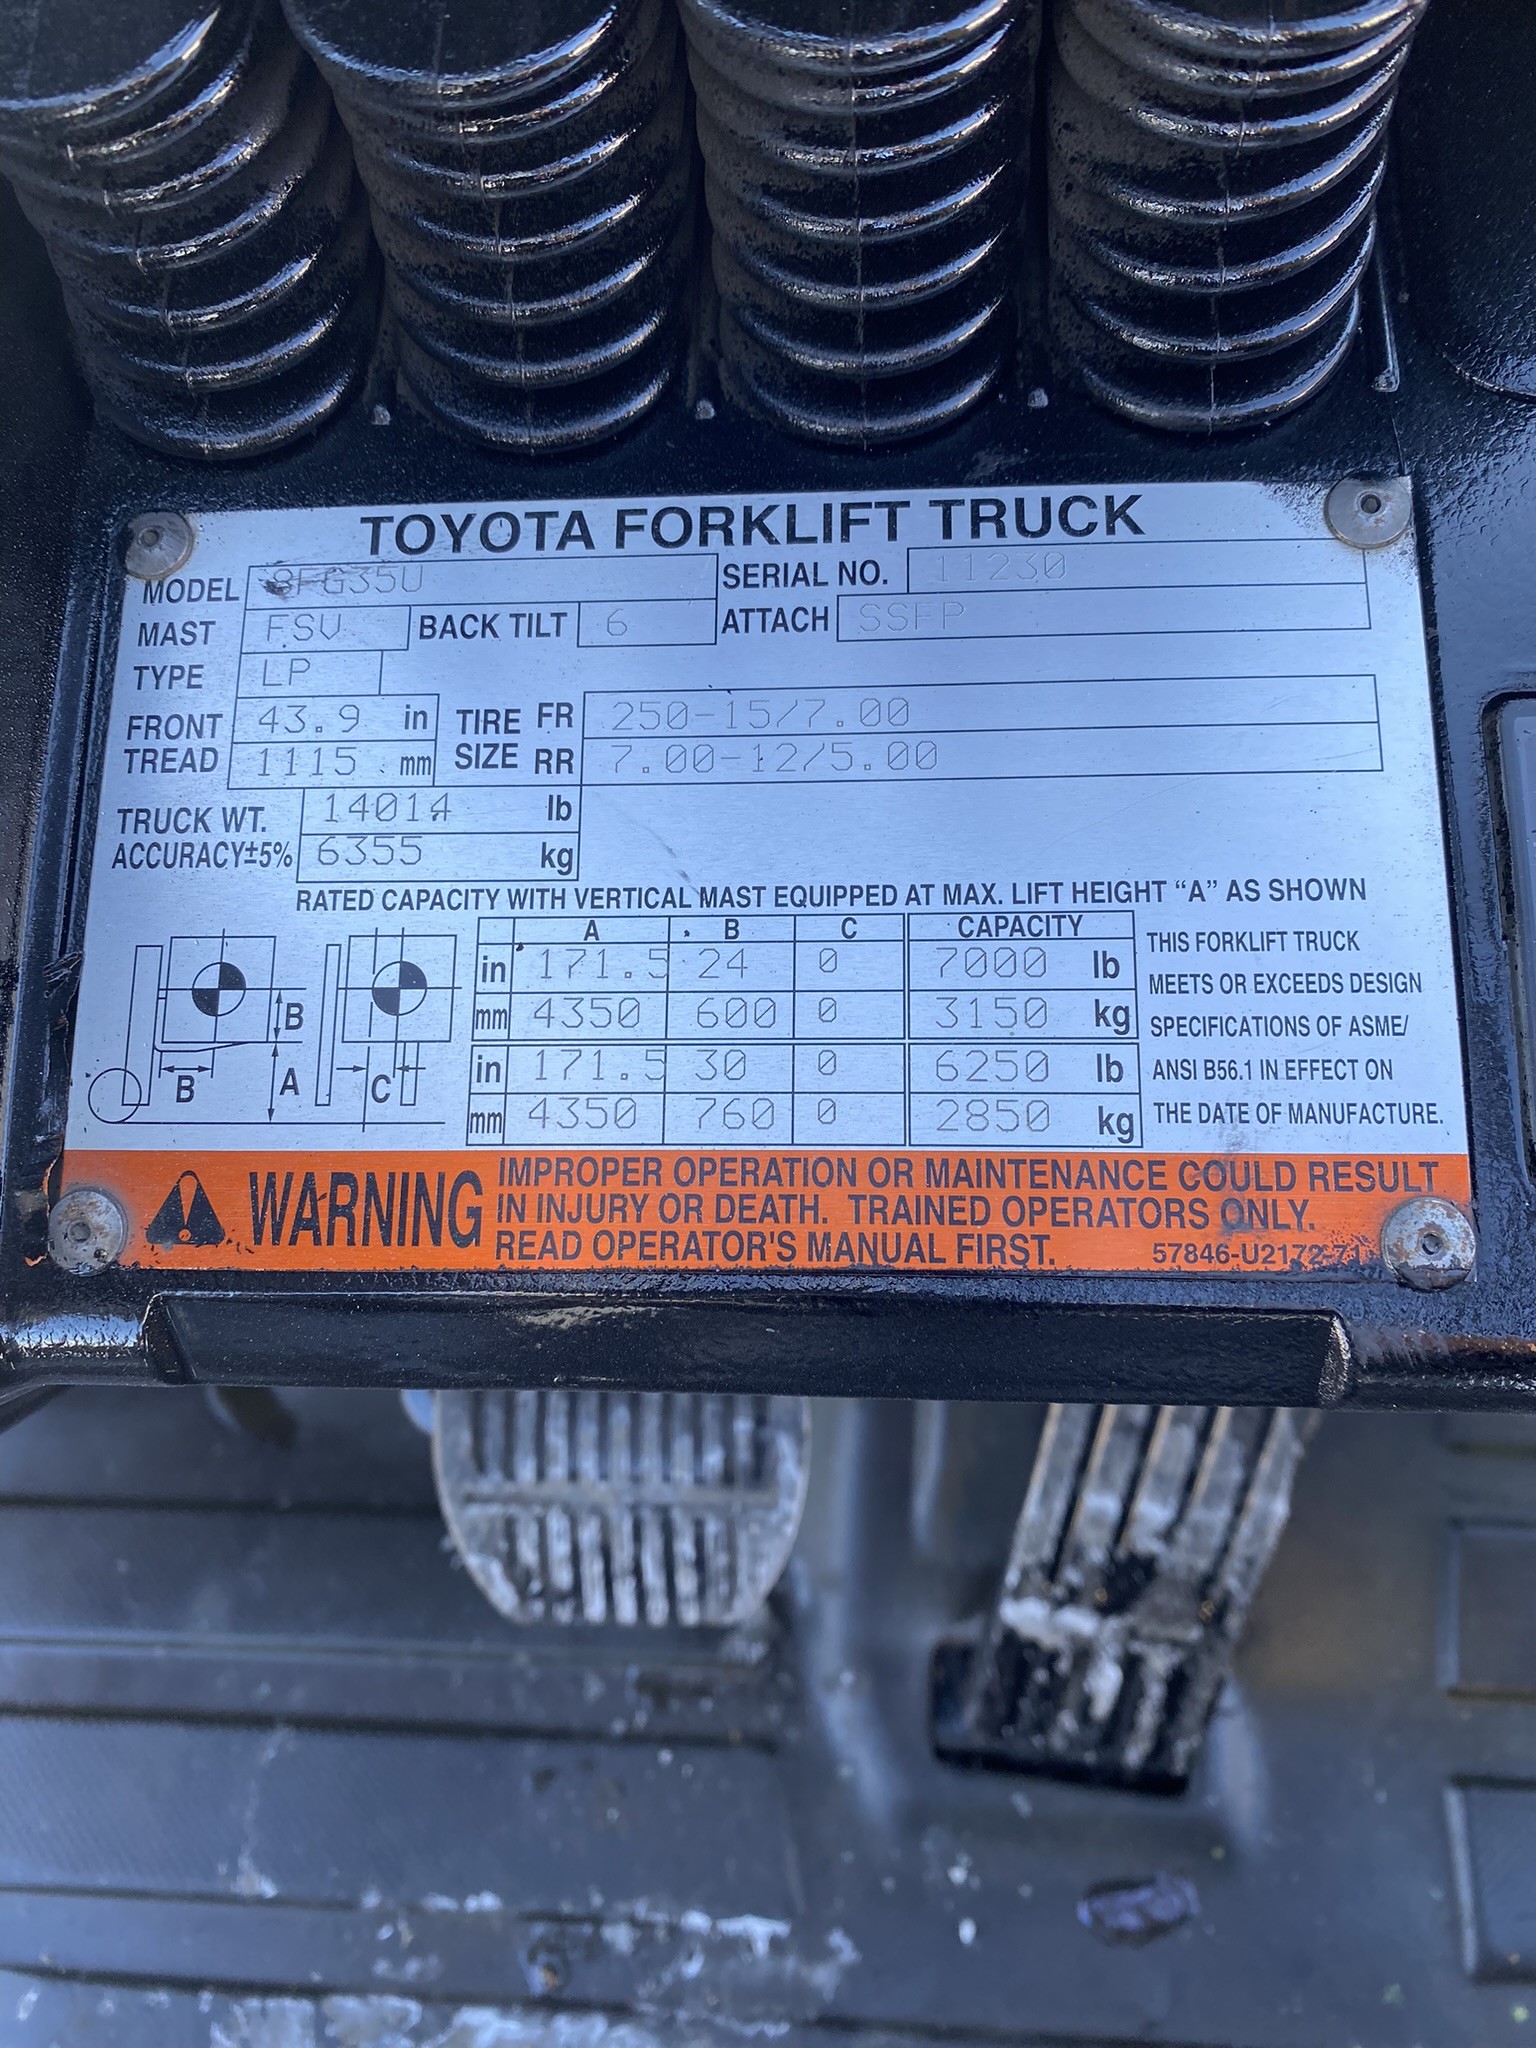 TOYOTA FORKLIFT TRUCK
MODEL 8FG35U SERIAL NO. 11230
MAST FSV BACK TILT 6 ATTACH SSFP
TYPE LP
FRONT TREAD 43.9 in TIRE SIZE FR 250-15/7.00
1115 mm RR 7.00-12/5.00
TRUCK WT. 14014 lb
ACCURACY±5% 6355 kg
RATED CAPACITY WITH VERTICAL MAST EQUIPPED AT MAX. LIFT HEIGHT "A" AS SHOWN
A B C CAPACITY
in 171.5 24 0 7000 lb
mm 4350 600 0 3150 kg
in 171.5 30 0 6250 lb
mm 4350 760 0 2850 kg
B
B
A
C
THIS FORKLIFT TRUCK
MEETS OR EXCEEDS DESIGN
SPECIFICATIONS OF ASME/
ANSI B56.1 IN EFFECT ON
THE DATE OF MANUFACTURE.
WARNING
IMPROPER OPERATION OR MAINTENANCE COULD RESULT
IN INJURY OR DEATH. TRAINED OPERATORS ONLY.
READ OPERATOR'S MANUAL FIRST. 57846-U2172-71